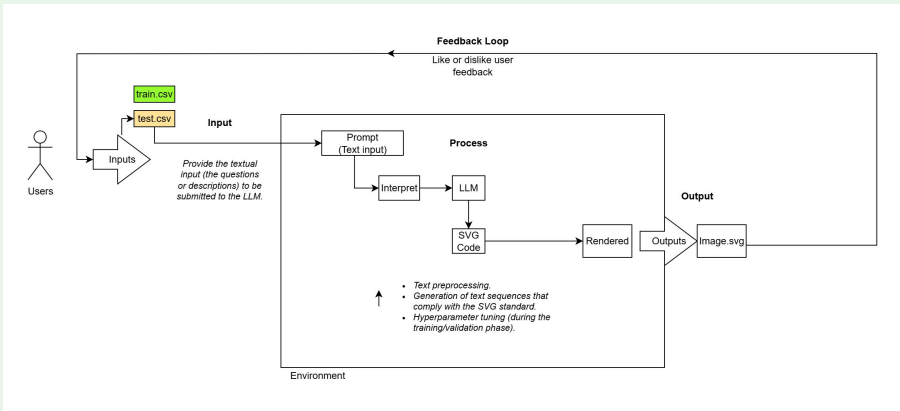 Feedback Loop
Like or dislike user
feedback
train.csv
test.csv
Input
Inputs
Users
Provide the textual
input (the questions
or descriptions) to be
submitted to the LLM.
Prompt
(Text input)
Process
Interpret
LLM
SVG
Code
Rendered
Output
Outputs
Image.svg
• Text preprocessing.
• Generation of text sequences that
comply with the SVG standard.
• Hyperparameter tuning (during the
training/validation phase).
Environment